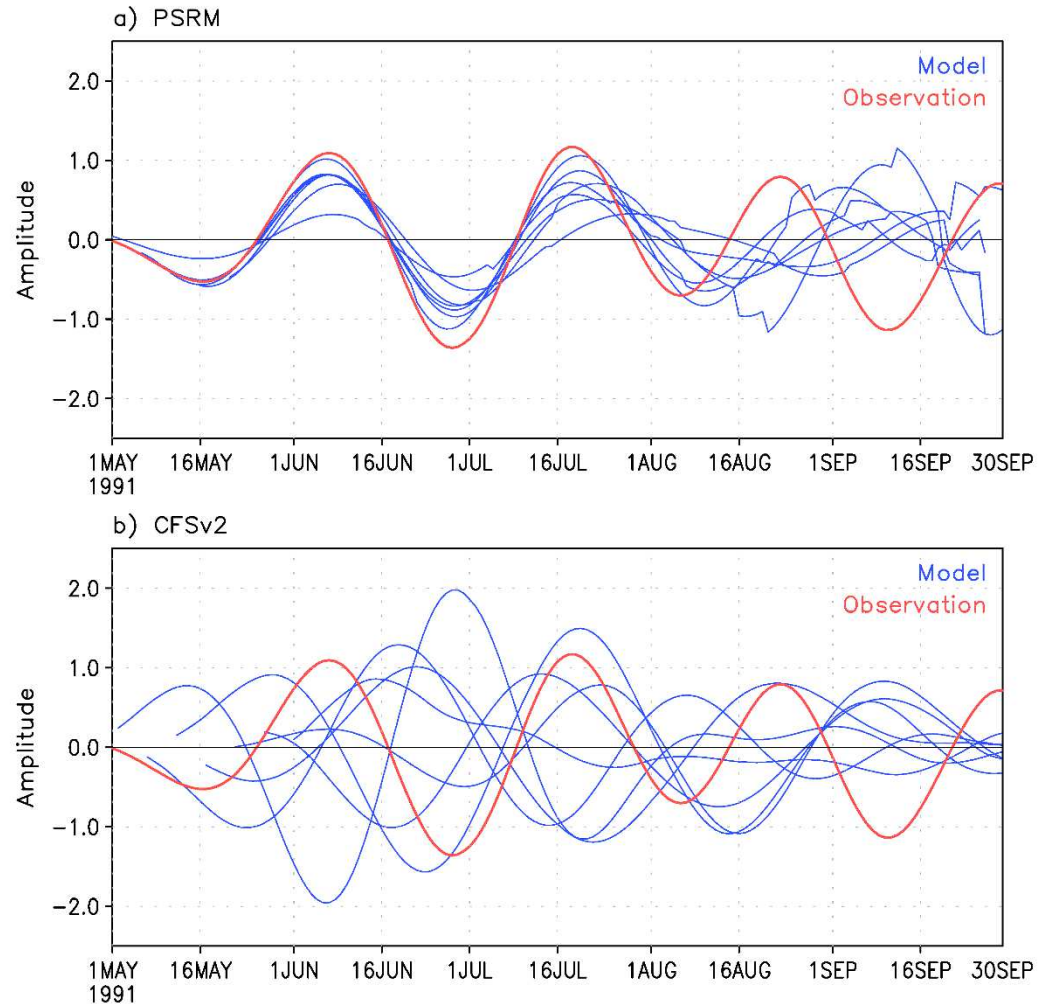 a) PSRM
Model
Observation
Amplitude
2.0
1.0
0.0
-1.0
-2.0
1MAY 16MAY 1JUN 16JUN 1JUL 16JUL 1AUG 16AUG 1SEP 16SEP 30SEP
1991
b) CFSv2
Model
Observation
Amplitude
2.0
1.0
0.0
-1.0
-2.0
1MAY 16MAY 1JUN 16JUN 1JUL 16JUL 1AUG 16AUG 1SEP 16SEP 30SEP
1991